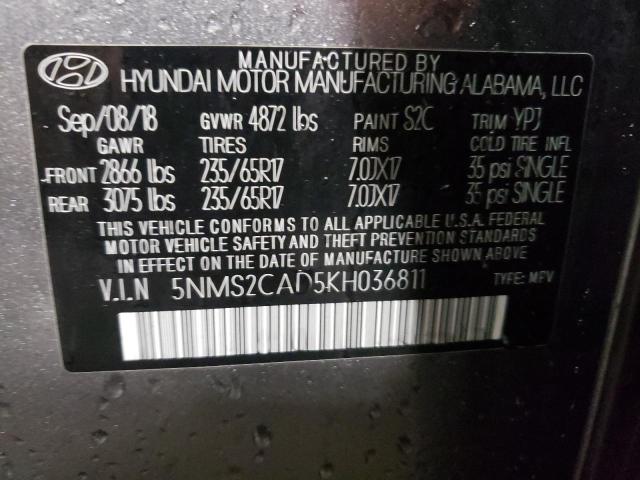 MANUFACTURED BY
HYUNDAI MOTOR MANUFACTURING ALABAMA, LLC
Sep/08/18 GVWR 4872 lbs PAINT S2C TRIM YPJ
GAWR TIRES RIMS COLD TIRE INFL
FRONT 2866 lbs 235/65R17 7.0JX17 35 psi SINGLE
REAR 3075 lbs 235/65R17 7.0JX17 35 psi SINGLE
THIS VEHICLE CONFORMS TO ALL APPLICABLE U.S.A. FEDERAL
MOTOR VEHICLE SAFETY AND THEFT PREVENTION STANDARDS
IN EFFECT ON THE DATE OF MANUFACTURE SHOWN ABOVE
V.I.N 5NMS2CAD5KH036811 TYPE: MPV